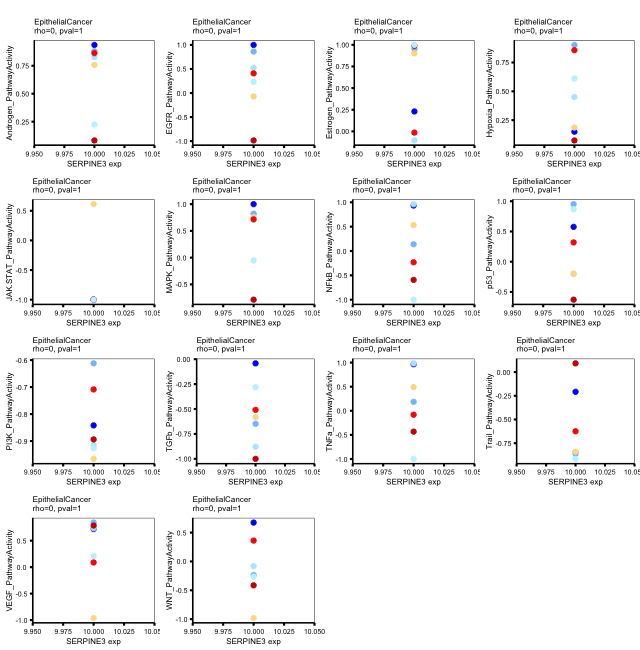 EpithelialCancer
rho=0, pval=1
Androgen_PathwayActivity
0.75
0.50
0.25
9.950 9.975 10.000 10.025 10.05
SERPINE3 exp
EpithelialCancer
rho=0, pval=1
EGFR_PathwayActivity
1.0
0.5
0.0
-0.5
-1.0
9.950 9.975 10.000 10.025 10.05
SERPINE3 exp
EpithelialCancer
rho=0, pval=1
Estrogen_PathwayActivity
1.00
0.75
0.50
0.25
0.00
9.950 9.975 10.000 10.025 10.05
SERPINE3 exp
EpithelialCancer
rho=0, pval=1
Hypoxia_PathwayActivity
0.75
0.50
0.25
9.950 9.975 10.000 10.025 10.05
SERPINE3 exp
EpithelialCancer
rho=0, pval=1
JAK.STAT_PathwayActivity
0.5
0.0
-0.5
-1.0
9.950 9.975 10.000 10.025 10.05
SERPINE3 exp
EpithelialCancer
rho=0, pval=1
MAPK_PathwayActivity
1.0
0.5
0.0
-0.5
9.950 9.975 10.000 10.025 10.05
SERPINE3 exp
EpithelialCancer
rho=0, pval=1
NFkB_PathwayActivity
1.0
0.5
0.0
-0.5
-1.0
9.950 9.975 10.000 10.025 10.05
SERPINE3 exp
EpithelialCancer
rho=0, pval=1
p53_PathwayActivity
1.0
0.5
0.0
-0.5
9.950 9.975 10.000 10.025 10.05
SERPINE3 exp
EpithelialCancer
rho=0, pval=1
PI3K_PathwayActivity
-0.6
-0.7
-0.8
-0.9
9.950 9.975 10.000 10.025 10.05
SERPINE3 exp
EpithelialCancer
rho=0, pval=1
TGFb_PathwayActivity
0.00
-0.25
-0.50
-0.75
-1.00
9.950 9.975 10.000 10.025 10.05
SERPINE3 exp
EpithelialCancer
rho=0, pval=1
TNFa_PathwayActivity
1.0
0.5
0.0
-0.5
-1.0
9.950 9.975 10.000 10.025 10.05
SERPINE3 exp
EpithelialCancer
rho=0, pval=1
Trail_PathwayActivity
0.00
-0.25
-0.50
-0.75
9.950 9.975 10.000 10.025 10.05
SERPINE3 exp
EpithelialCancer
rho=0, pval=1
VEGF_PathwayActivity
0.5
0.0
-0.5
-1.0
9.950 9.975 10.000 10.025 10.05
SERPINE3 exp
EpithelialCancer
rho=0, pval=1
WNT_PathwayActivity
0.5
0.0
-0.5
-1.0
9.950 9.975 10.000 10.025 10.050
SERPINE3 exp